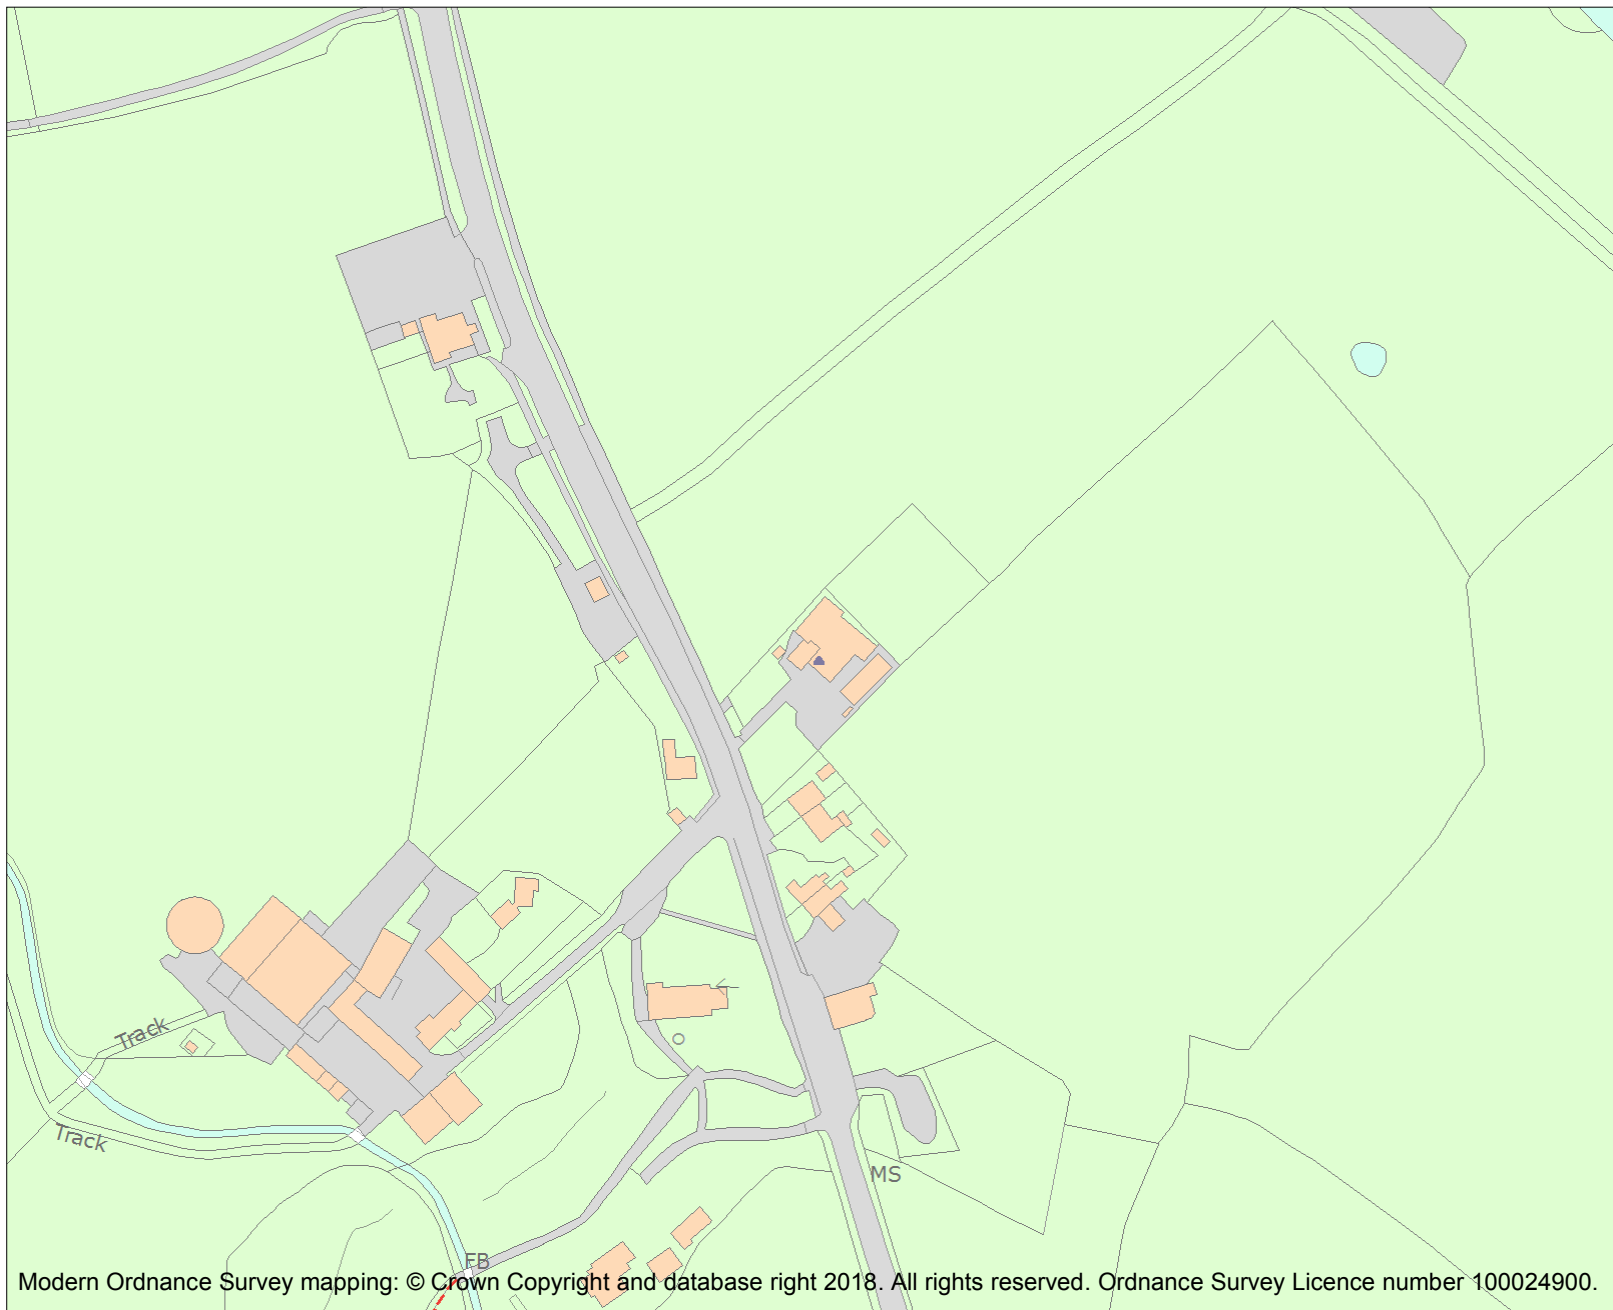 Track
Track
MS
FB
Modern Ordnance Survey mapping: © Crown Copyright and database right 2018. All rights reserved. Ordnance Survey Licence number 100024900.